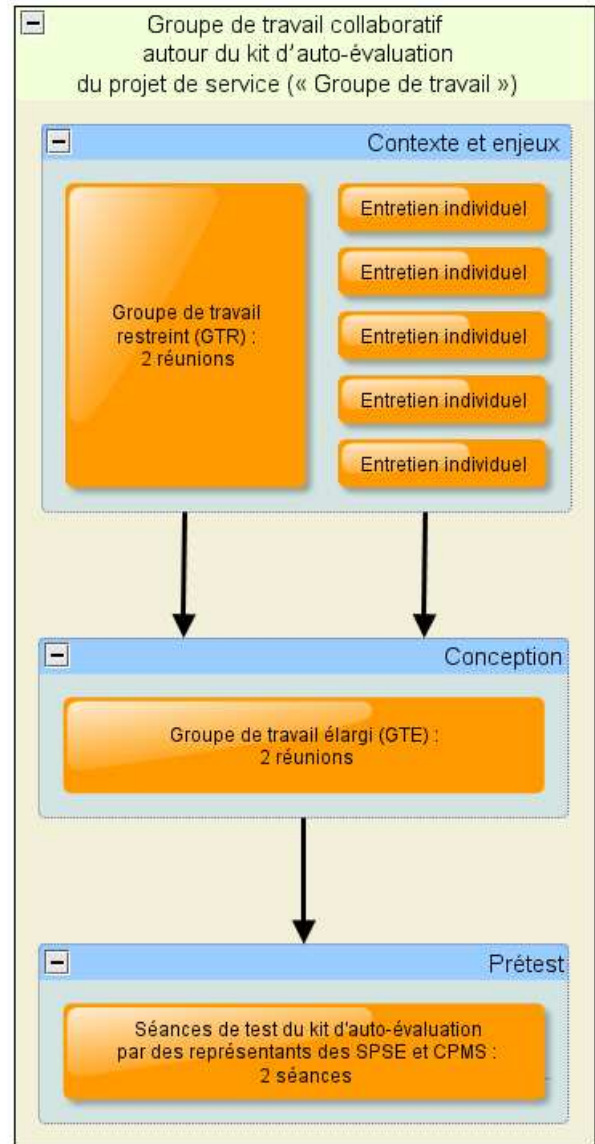 Groupe de travail collaboratif
autour du kit d'auto-évaluation
du projet de service (« Groupe de travail »)
Contexte et enjeux
Groupe de travail
restreint (GTR) :
2 réunions
Entretien individuel
Entretien individuel
Entretien individuel
Entretien individuel
Entretien individuel
Conception
Groupe de travail élargi (GTE) :
2 réunions
Prétest
Séances de test du kit d'auto-évaluation
par des représentants des SPSE et CPMS :
2 séances